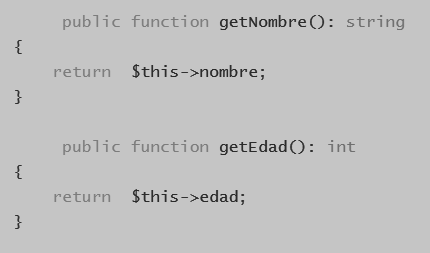 public function getNombre(): string
{
return $this->nombre;
}
public function getEdad(): int
{
return $this->edad;
}